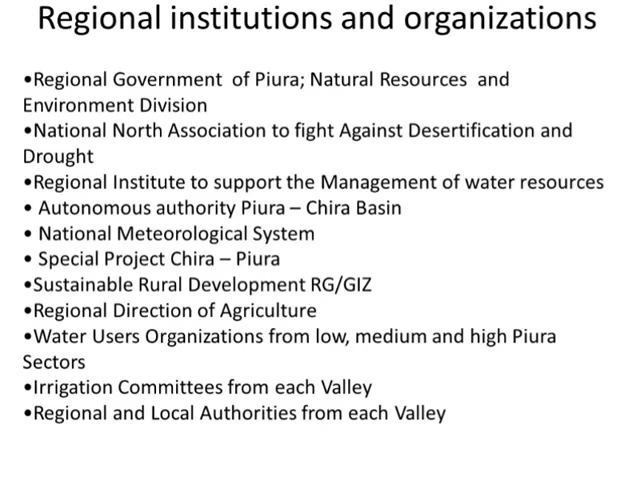 Regional institutions and organizations
•Regional Government of Piura; Natural Resources and
Environment Division
•National North Association to fight Against Desertification and
Drought
•Regional Institute to support the Management of water resources
• Autonomous authority Piura – Chira Basin
• National Meteorological System
• Special Project Chira – Piura
•Sustainable Rural Development RG/GIZ
•Regional Direction of Agriculture
•Water Users Organizations from low, medium and high Piura
Sectors
•Irrigation Committees from each Valley
•Regional and Local Authorities from each Valley